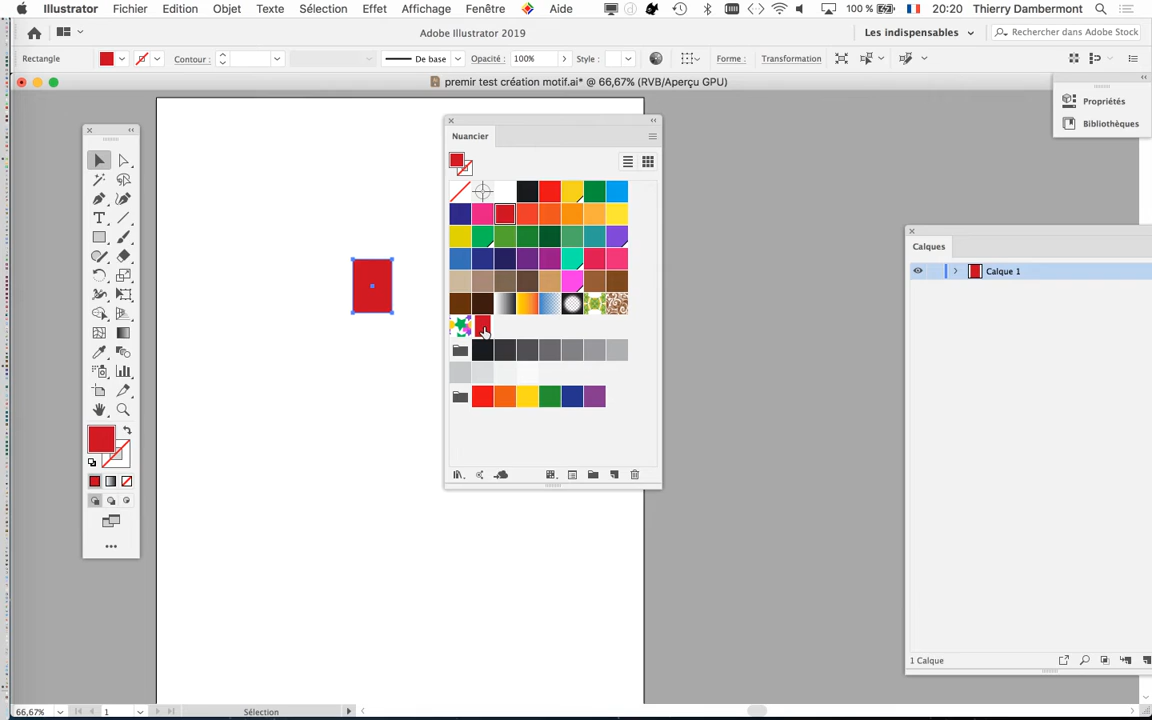 Illustrator Fichier Edition Objet Texte Sélection Effet Affichage Fenêtre Aide 100 % 20:20 Thierry Dambermont
Adobe Illustrator 2019 Les indispensables Rechercher dans Adobe Stock
Rectangle Contour : De base Opacité : 100% Style : Forme : Transformation
premir test création motif.ai* @ 66,67% (RVB/Aperçu GPU)
Propriétés
Bibliothèques
Nuancier
Calques
Calque 1
1 Calque
66,67% 1 Sélection